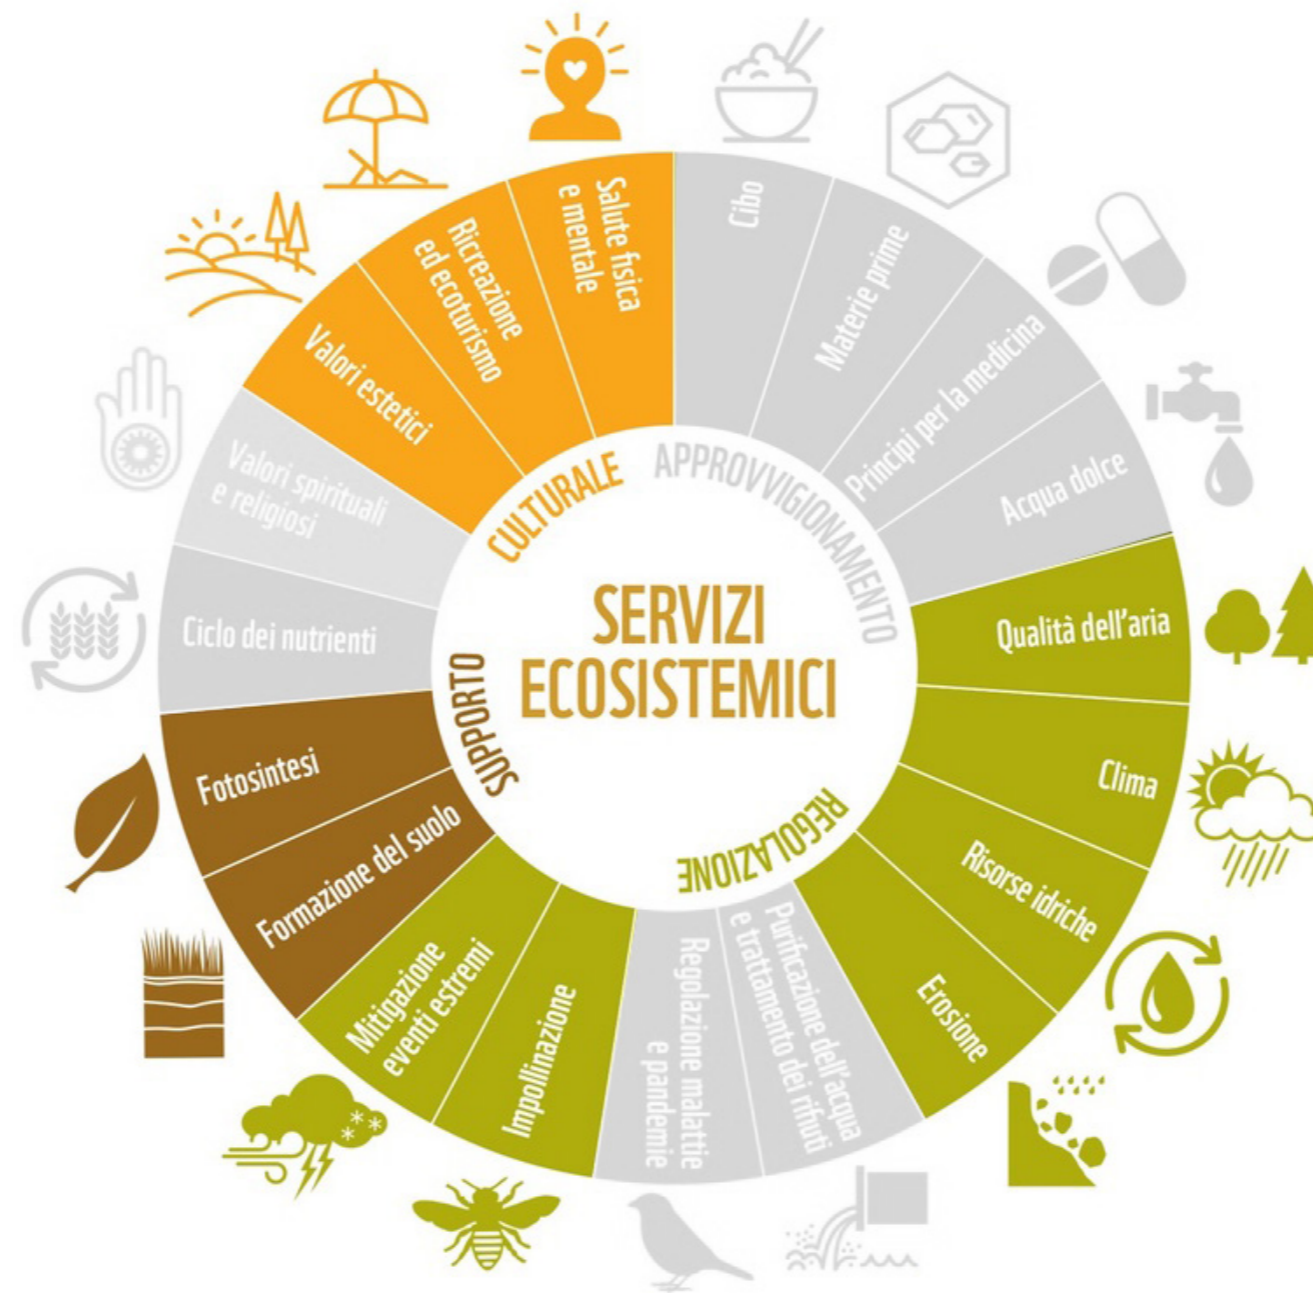 SERVIZI
ECOSISTEMICI
APPROVVIGIONAMENTO
Cibo
Materie prime
Principi per la medicina
Acqua dolce
REGOLAZIONE
Qualità dell'aria
Clima
Risorse idriche
Erosione
Purificazione dell'acqua
e trattamento dei rifiuti
Regolazione malattie
e pandemie
Impollinazione
Mitigazione
eventi estremi
SUPPORTO
Formazione del suolo
Fotosintesi
Ciclo dei nutrienti
CULTURALE
Valori spirituali
e religiosi
Valori estetici
Ricreazione
ed ecoturismo
Salute fisica
e mentale